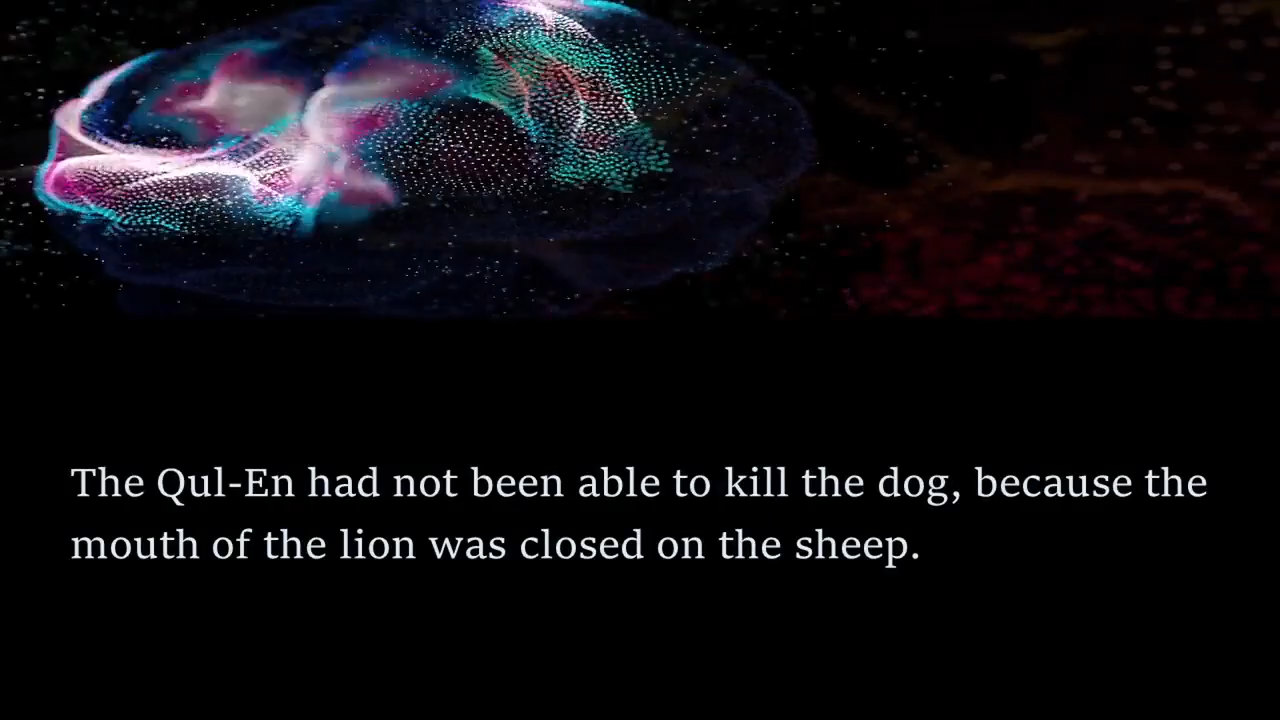 The Qul-En had not been able to kill the dog, because the
mouth of the lion was closed on the sheep.